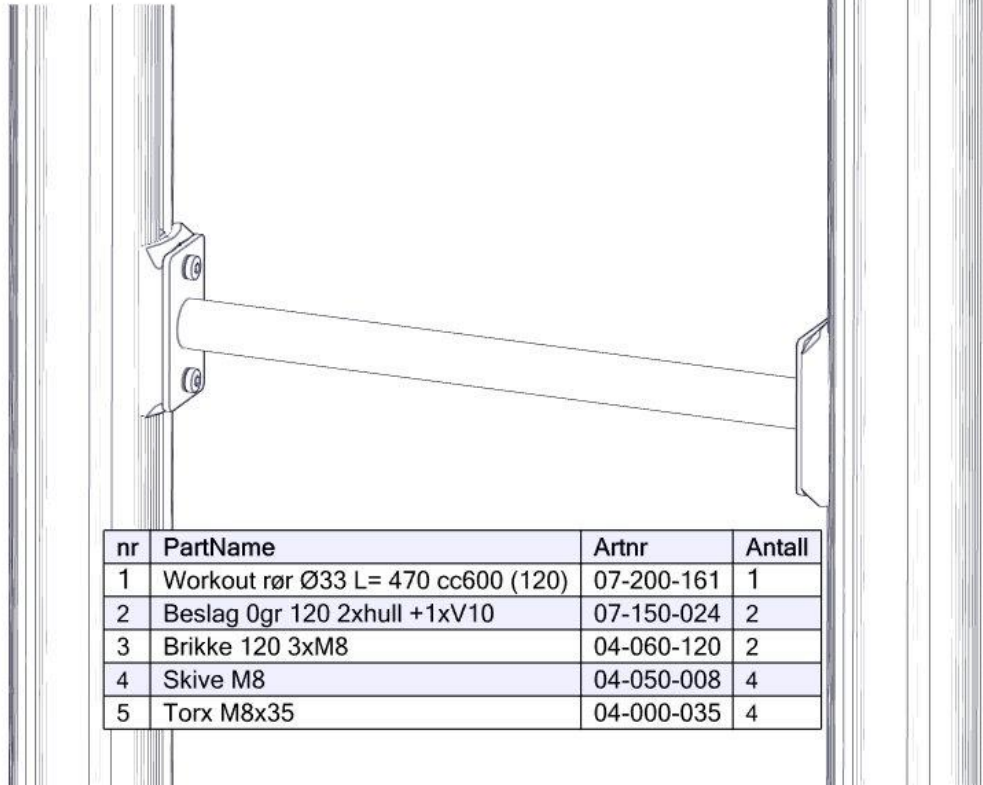 nr PartName Artnr Antall
1 Workout rør Ø33 L= 470 cc600 (120) 07-200-161 1
2 Beslag 0gr 120 2xhull +1xV10 07-150-024 2
3 Brikke 120 3xM8 04-060-120 2
4 Skive M8 04-050-008 4
5 Torx M8x35 04-000-035 4